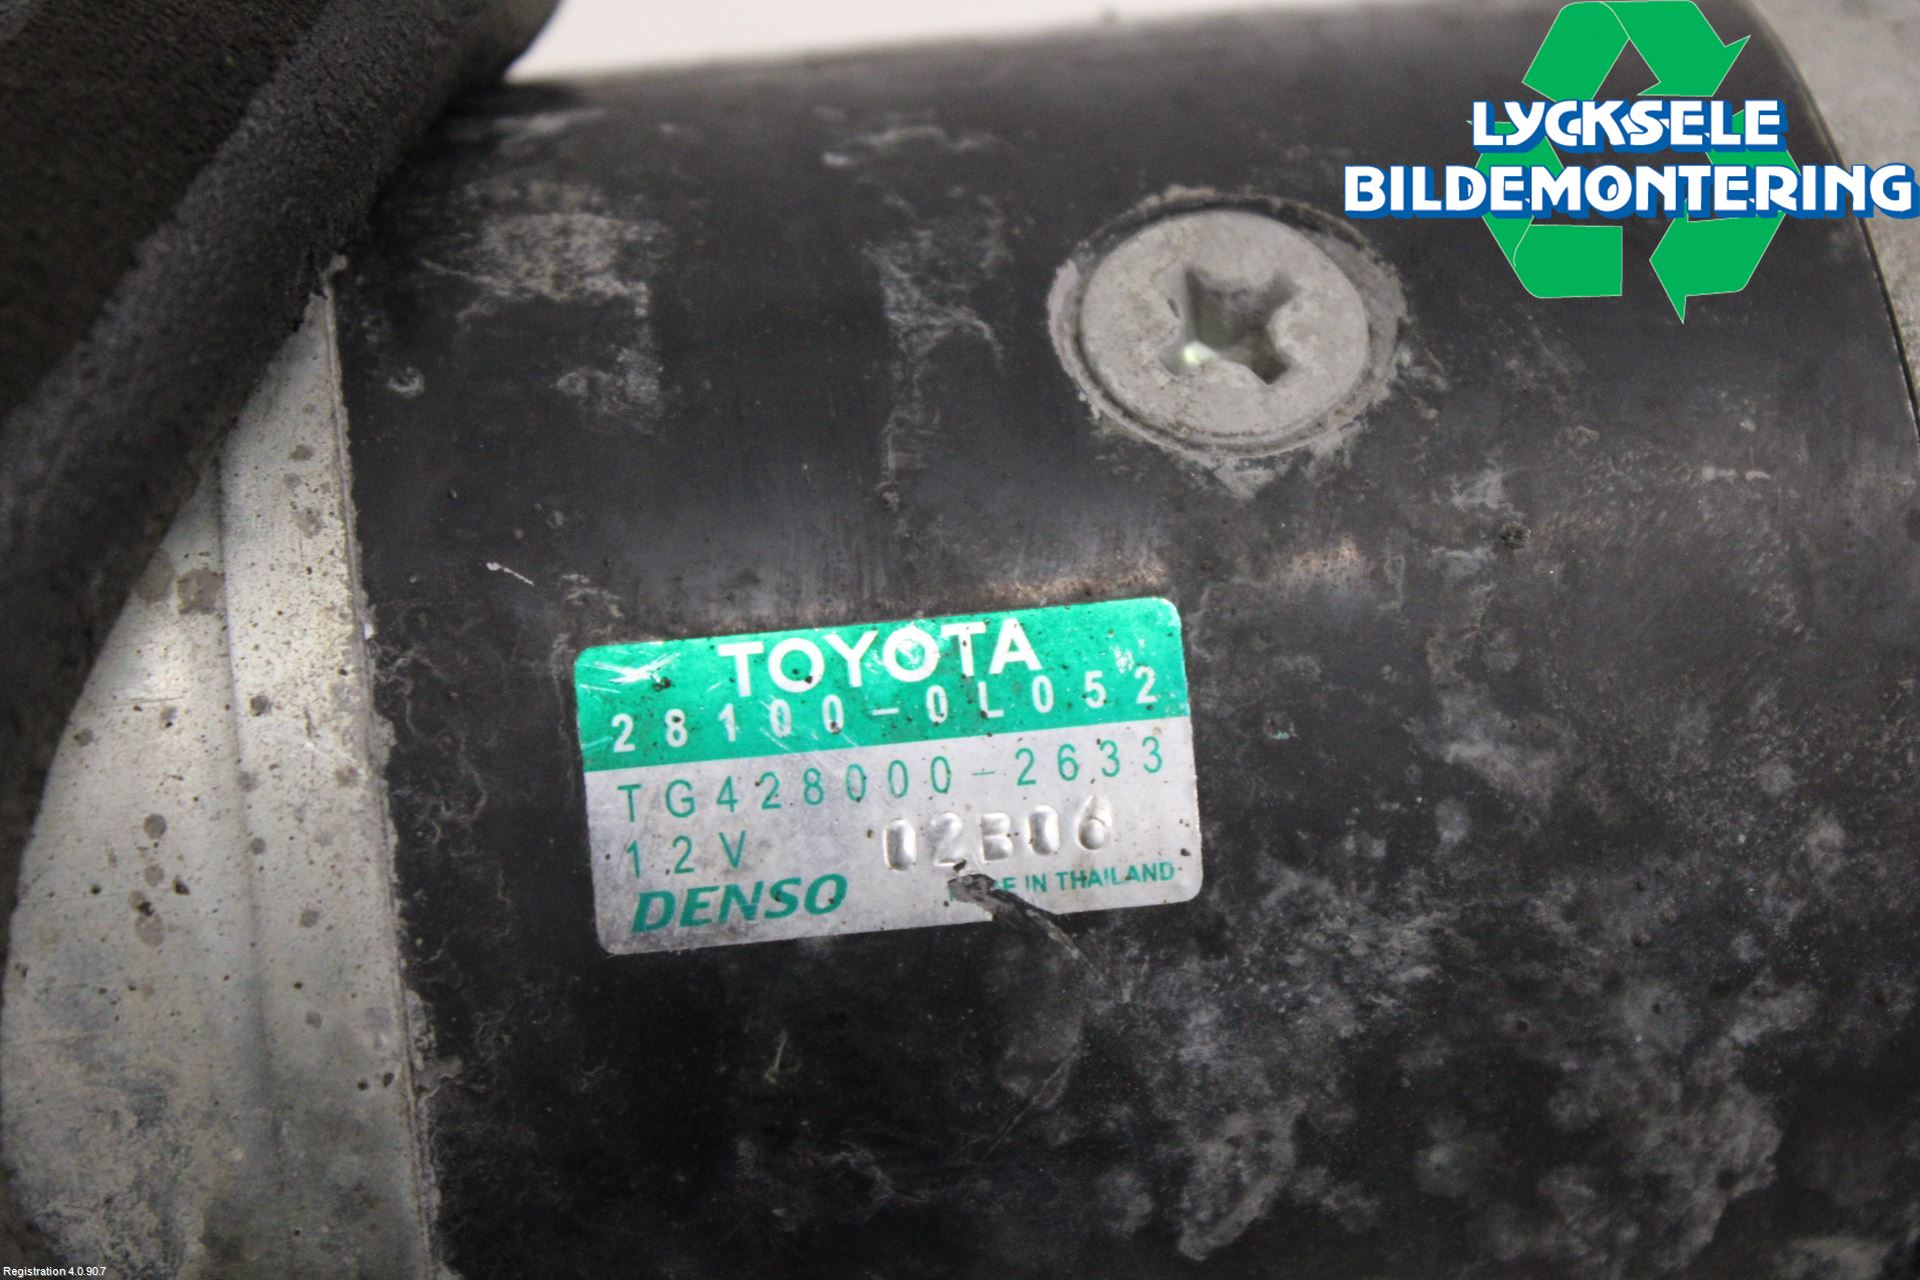 LYCKSELE
BILDEMONTERING
TOYOTA
28100-0L052
TG428000-2633
12V 02B06
DENSO IN THAILAND
Registration 4.0.90.7